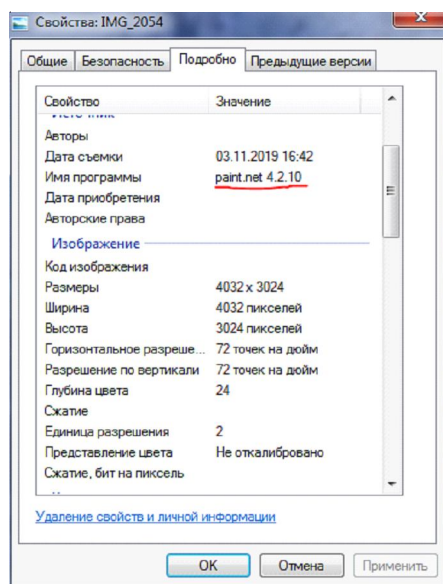 Свойства: IMG_2054
Общие Безопасность Подробно Предыдущие версии
Свойство Значение
Источник
Авторы
Дата съемки 03.11.2019 16:42
Имя программы paint.net 4.2.10
Дата приобретения
Авторские права
Изображение
Код изображения
Размеры 4032 x 3024
Ширина 4032 пикселей
Высота 3024 пикселей
Горизонтальное разреше... 72 точек на дюйм
Разрешение по вертикали 72 точек на дюйм
Глубина цвета 24
Сжатие
Единица разрешения 2
Представление цвета Не откалибровано
Сжатие, бит на пиксель
Удаление свойств и личной информации
ОК Отмена Применить